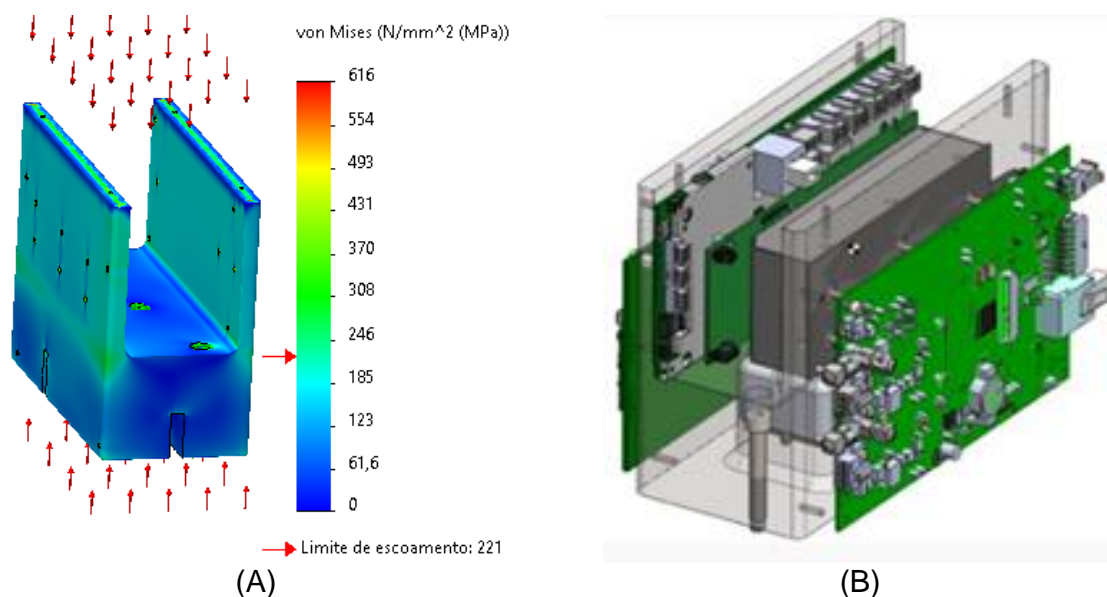 von Mises (N/mm^2 (MPa))
616
554
493
431
370
308
246
185
123
61,6
0
Limite de escoamento: 221
(A)
(B)